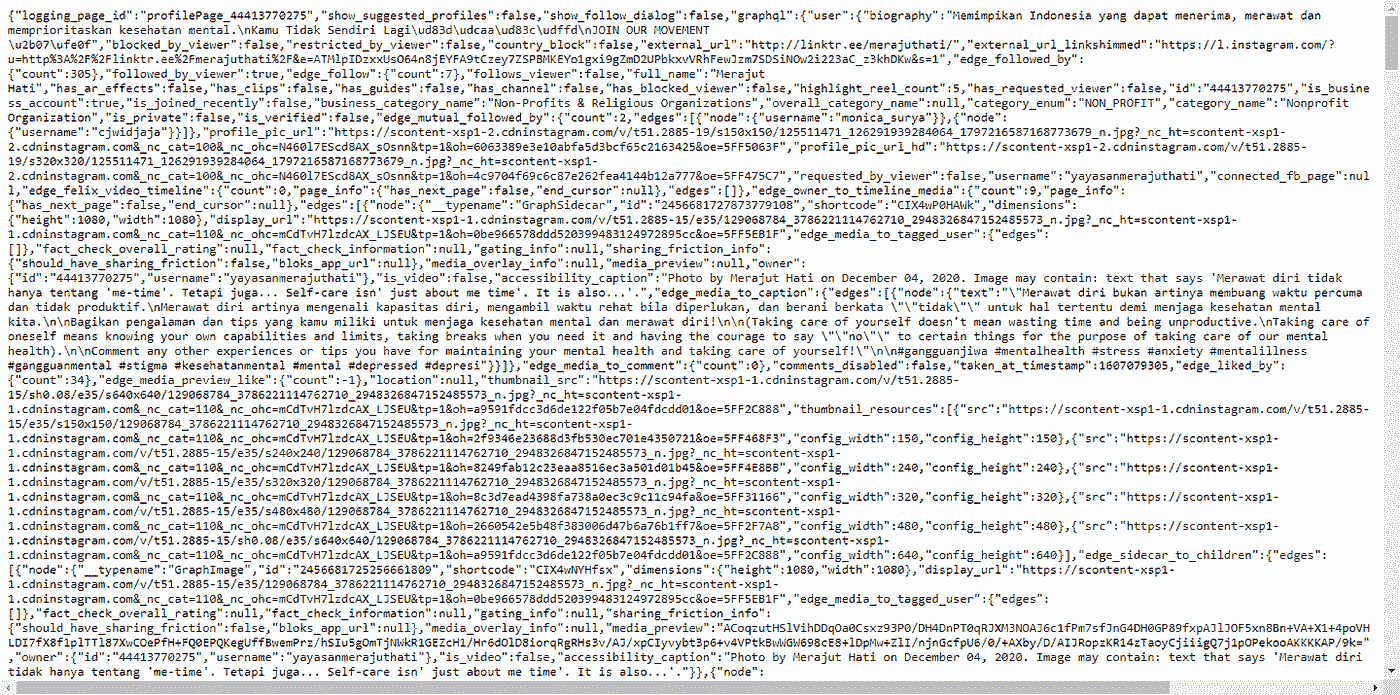 {"logging_page_id":"profilePage_44413770275","show_suggested_profiles":false,"show_follow_dialog":false,"graphql":{"user":{"biography":"Memimpikan Indonesia yang dapat menerima, merawat dan
memprioritaskan kesehatan mental.\nKamu Tidak Sendiri Lagi\ud83d\udcaa\ud83c\udffd\nJOIN OUR MOVEMENT
\u2b07\ufe0f","blocked_by_viewer":false,"restricted_by_viewer":false,"country_block":false,"external_url":"http://linktr.ee/merajuthati/","external_url_linkshimmed":"https://l.instagram.com/?
u=http%3A%2F%2Flinktr.ee%2Fmerajuthati%2F&e=ATMlpIDzxxUsO64n8jEYFA9tCzey7ZSPBMKEYo1gxi9gZmD2UPbkxvVRhFewJzm7SDSiNOw2i223aC_z3khDKw&s=1","edge_followed_by":
{"count":305},"followed_by_viewer":true,"edge_follow":{"count":7},"follows_viewer":false,"full_name":"Merajut
Hati","has_ar_effects":false,"has_clips":false,"has_guides":false,"has_channel":false,"has_blocked_viewer":false,"highlight_reel_count":5,"has_requested_viewer":false,"id":"44413770275","is_busine
ss_account":true,"is_joined_recently":false,"business_category_name":"Non-Profits & Religious Organizations","overall_category_name":null,"category_enum":"NON_PROFIT","category_name":"Nonprofit
Organization","is_private":false,"is_verified":false,"edge_mutual_followed_by":{"count":2,"edges":[{"node":{"username":"monica_surya"}},{"node":
{"username":"cjwidjaja"}}]},"profile_pic_url":"https://scontent-xsp1-2.cdninstagram.com/v/t51.2885-19/s150x150/125511471_126291939284064_1797216587168773679_n.jpg?_nc_ht=scontent-xsp1-
2.cdninstagram.com&_nc_cat=100&_nc_ohc=N460l7EScd8AX_sOsnn&tp=1&oh=6063389e3e10abfa5d3bcf65c2163425&oe=5FF5063F","profile_pic_url_hd":"https://scontent-xsp1-2.cdninstagram.com/v/t51.2885-
19/s320x320/125511471_126291939284064_1797216587168773679_n.jpg?_nc_ht=scontent-xsp1-
2.cdninstagram.com&_nc_cat=100&_nc_ohc=N460l7EScd8AX_sOsnn&tp=1&oh=4c9704f69c6c87e262fea4144b12a777&oe=5FF475C7","requested_by_viewer":false,"username":"yayasanmerajuthati","connected_fb_page":nul
l,"edge_felix_video_timeline":{"count":0,"page_info":{"has_next_page":false,"end_cursor":null},"edges":[]},"edge_owner_to_timeline_media":{"count":9,"page_info":
{"has_next_page":false,"end_cursor":null},"edges":[{"node":{"__typename":"GraphSidecar","id":"2456681727873779108","shortcode":"CIX4wP0HAWk","dimensions":
{"height":1080,"width":1080},"display_url":"https://scontent-xsp1-1.cdninstagram.com/v/t51.2885-15/e35/129068784_3786221114762710_2948326847152485573_n.jpg?_nc_ht=scontent-xsp1-
1.cdninstagram.com&_nc_cat=110&_nc_ohc=mCdTvH7lzdcAX_LJSEU&tp=1&oh=0be966578ddd520399483124972895cc&oe=5FF5EB1F","edge_media_to_tagged_user":{"edges":
[]},"fact_check_overall_rating":null,"fact_check_information":null,"gating_info":null,"sharing_friction_info":
{"should_have_sharing_friction":false,"bloks_app_url":null},"media_overlay_info":null,"media_preview":null,"owner":
{"id":"44413770275","username":"yayasanmerajuthati"},"is_video":false,"accessibility_caption":"Photo by Merajut Hati on December 04, 2020. Image may contain: text that says 'Merawat diri tidak
hanya tentang 'me-time'. Tetapi juga... Self-care isn' just about me time'. It is also...'.","edge_media_to_caption":{"edges":[{"node":{"text":"\"Merawat diri bukan artinya membuang waktu percuma
dan tidak produktif.\nMerawat diri artinya mengenali kapasitas diri, mengambil waktu rehat bila diperlukan, dan berani berkata \"\"tidak\"\" untuk hal tertentu demi menjaga kesehatan mental
kita.\n\nBagikan pengalaman dan tips yang kamu miliki untuk menjaga kesehatan mental dan merawat diri!\n\n(Taking care of yourself doesn’t mean wasting time and being unproductive.\nTaking care of
oneself means knowing your own capabilities and limits, taking breaks when you need it and having the courage to say \"\"no\"\" to certain things for the purpose of taking care of our mental
health).\n\nComment any other experiences or tips you have for maintaining your mental health and taking care of yourself!\"\n\n#gangguanjiwa #mentalhealth #stress #anxiety #mentalillness
#gangguanmental #stigma #kesehatanmental #mental #depressed #depresi"}}]},"edge_media_to_comment":{"count":0},"comments_disabled":false,"taken_at_timestamp":1607079305,"edge_liked_by":
{"count":34},"edge_media_preview_like":{"count":-1},"location":null,"thumbnail_src":"https://scontent-xsp1-1.cdninstagram.com/v/t51.2885-
15/sh0.08/e35/s640x640/129068784_3786221114762710_2948326847152485573_n.jpg?_nc_ht=scontent-xsp1-
1.cdninstagram.com&_nc_cat=110&_nc_ohc=mCdTvH7lzdcAX_LJSEU&tp=1&oh=a9591fdcc3d6de122f05b7e04fdcdd01&oe=5FF2C888","thumbnail_resources":[{"src":"https://scontent-xsp1-1.cdninstagram.com/v/t51.2885-
15/e35/s150x150/129068784_3786221114762710_2948326847152485573_n.jpg?_nc_ht=scontent-xsp1-
1.cdninstagram.com&_nc_cat=110&_nc_ohc=mCdTvH7lzdcAX_LJSEU&tp=1&oh=2f9346e23688d3fb530ec701e4350721&oe=5FF468F3","config_width":150,"config_height":150},{"src":"https://scontent-xsp1-
1.cdninstagram.com/v/t51.2885-15/e35/s240x240/129068784_3786221114762710_2948326847152485573_n.jpg?_nc_ht=scontent-xsp1-
1.cdninstagram.com&_nc_cat=110&_nc_ohc=mCdTvH7lzdcAX_LJSEU&tp=1&oh=8249fab12c23eaa8516ec3a501d01b45&oe=5FF4E8BB","config_width":240,"config_height":240},{"src":"https://scontent-xsp1-
1.cdninstagram.com/v/t51.2885-15/e35/s320x320/129068784_3786221114762710_2948326847152485573_n.jpg?_nc_ht=scontent-xsp1-
1.cdninstagram.com&_nc_cat=110&_nc_ohc=mCdTvH7lzdcAX_LJSEU&tp=1&oh=8c3d7ead4398fa738a0ec3c9c11c94fa&oe=5FF31166","config_width":320,"config_height":320},{"src":"https://scontent-xsp1-
1.cdninstagram.com/v/t51.2885-15/e35/s480x480/129068784_3786221114762710_2948326847152485573_n.jpg?_nc_ht=scontent-xsp1-
1.cdninstagram.com&_nc_cat=110&_nc_ohc=mCdTvH7lzdcAX_LJSEU&tp=1&oh=2660542e5b48f383006d47b6a76b1ff7&oe=5FF2F7A8","config_width":480,"config_height":480},{"src":"https://scontent-xsp1-
1.cdninstagram.com/v/t51.2885-15/sh0.08/e35/s640x640/129068784_3786221114762710_2948326847152485573_n.jpg?_nc_ht=scontent-xsp1-
1.cdninstagram.com&_nc_cat=110&_nc_ohc=mCdTvH7lzdcAX_LJSEU&tp=1&oh=a9591fdcc3d6de122f05b7e04fdcdd01&oe=5FF2C888","config_width":640,"config_height":640}],"edge_sidecar_to_children":{"edges":
[{"node":{"__typename":"GraphImage","id":"2456681725256661809","shortcode":"CIX4wNYHfsx","dimensions":{"height":1080,"width":1080},"display_url":"https://scontent-xsp1-
1.cdninstagram.com/v/t51.2885-15/e35/129068784_3786221114762710_2948326847152485573_n.jpg?_nc_ht=scontent-xsp1-
1.cdninstagram.com&_nc_cat=110&_nc_ohc=mCdTvH7lzdcAX_LJSEU&tp=1&oh=0be966578ddd520399483124972895cc&oe=5FF5EB1F","edge_media_to_tagged_user":{"edges":
[]},"fact_check_overall_rating":null,"fact_check_information":null,"gating_info":null,"sharing_friction_info":
{"should_have_sharing_friction":false,"bloks_app_url":null},"media_overlay_info":null,"media_preview":"ACoqzutHSlVihDDqOa0Csxz93P0/DH4DnPT0qRJXM3NOAJ6c1fPm7sfJnG4DH0GP89fxpAJlJOF5xn8Bn+VA+X1+4poVH
LDI7fX8f1plTTl87XwCOePfH+FQ0EPQKegUffBwemPrz/hSIu5gOmTjNWkR1GEZcH1/Hr6dOlD8iorqRgRHs3v/AJ/xpCIyvybt3p6+v4VPtkBwWGW698cE8+lDpMw+ZlI/njnGcfpU6/0/+AXby/D/AIJRopzKR14zTaoyCjiiigQ7j1pOPekooAKKKKAP/9k="
,"owner":{"id":"44413770275","username":"yayasanmerajuthati"},"is_video":false,"accessibility_caption":"Photo by Merajut Hati on December 04, 2020. Image may contain: text that says 'Merawat diri
tidak hanya tentang 'me-time'. Tetapi juga... Self-care isn' just about me time'. It is also...'."}},{"node":